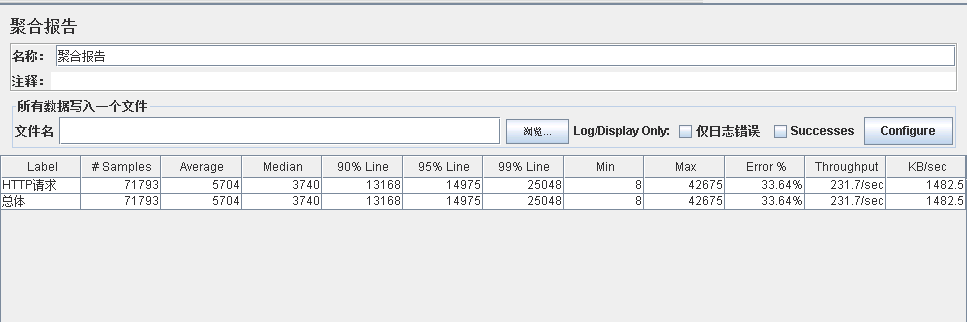 聚合报告
名称： 聚合报告
注释：
所有数据写入一个文件
文件名 浏览... Log/Display Only: 仅日志错误 Successes Configure
Label # Samples Average Median 90% Line 95% Line 99% Line Min Max Error % Throughput KB/sec
HTTP请求 71793 5704 3740 13168 14975 25048 8 42675 33.64% 231.7/sec 1482.5
总体 71793 5704 3740 13168 14975 25048 8 42675 33.64% 231.7/sec 1482.5